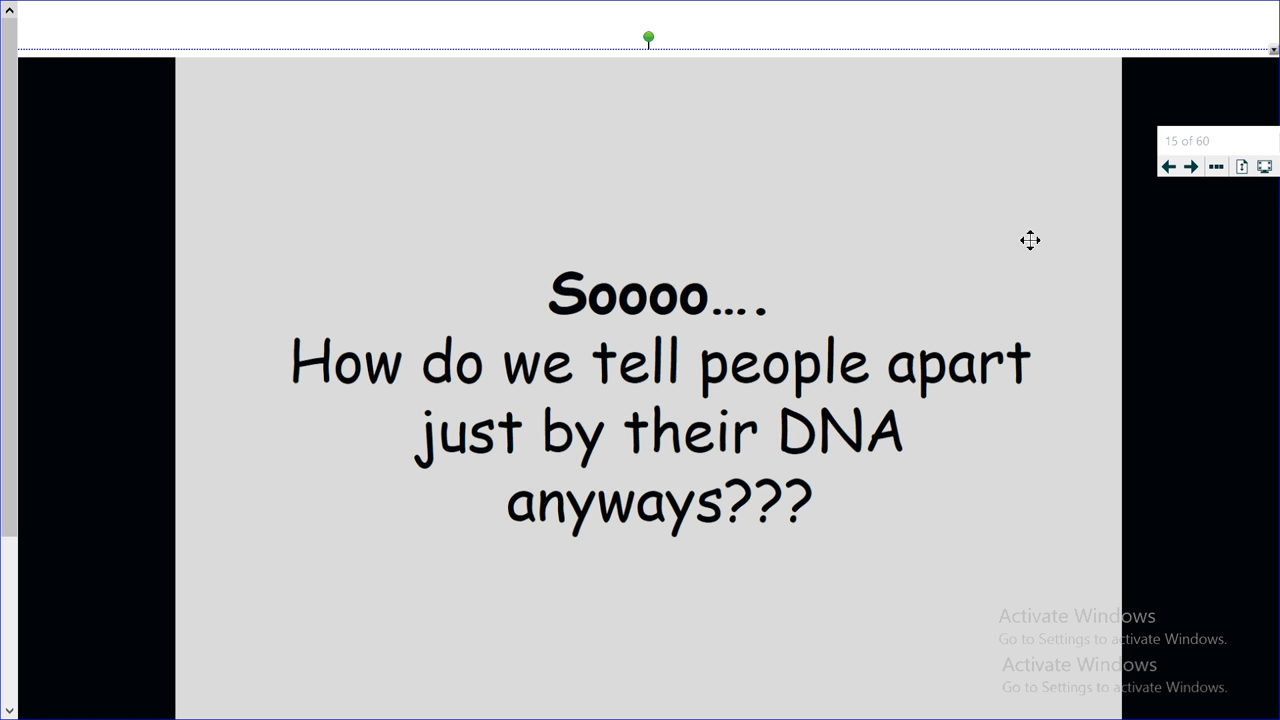 15 of 60
Soooo….
How do we tell people apart
just by their DNA
anyways???
Activate Windows
Go to Settings to activate Windows.
Activate Windows
Go to Settings to activate Windows.